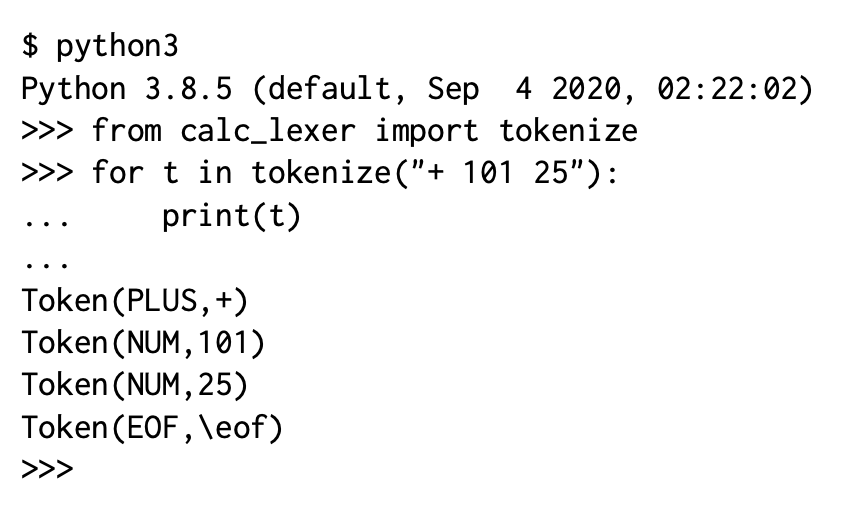 $ python3
Python 3.8.5 (default, Sep  4 2020, 02:22:02)
>>> from calc_lexer import tokenize
>>> for t in tokenize("+ 101 25"):
...     print(t)
...
Token(PLUS,+)
Token(NUM,101)
Token(NUM,25)
Token(EOF,\eof)
>>>